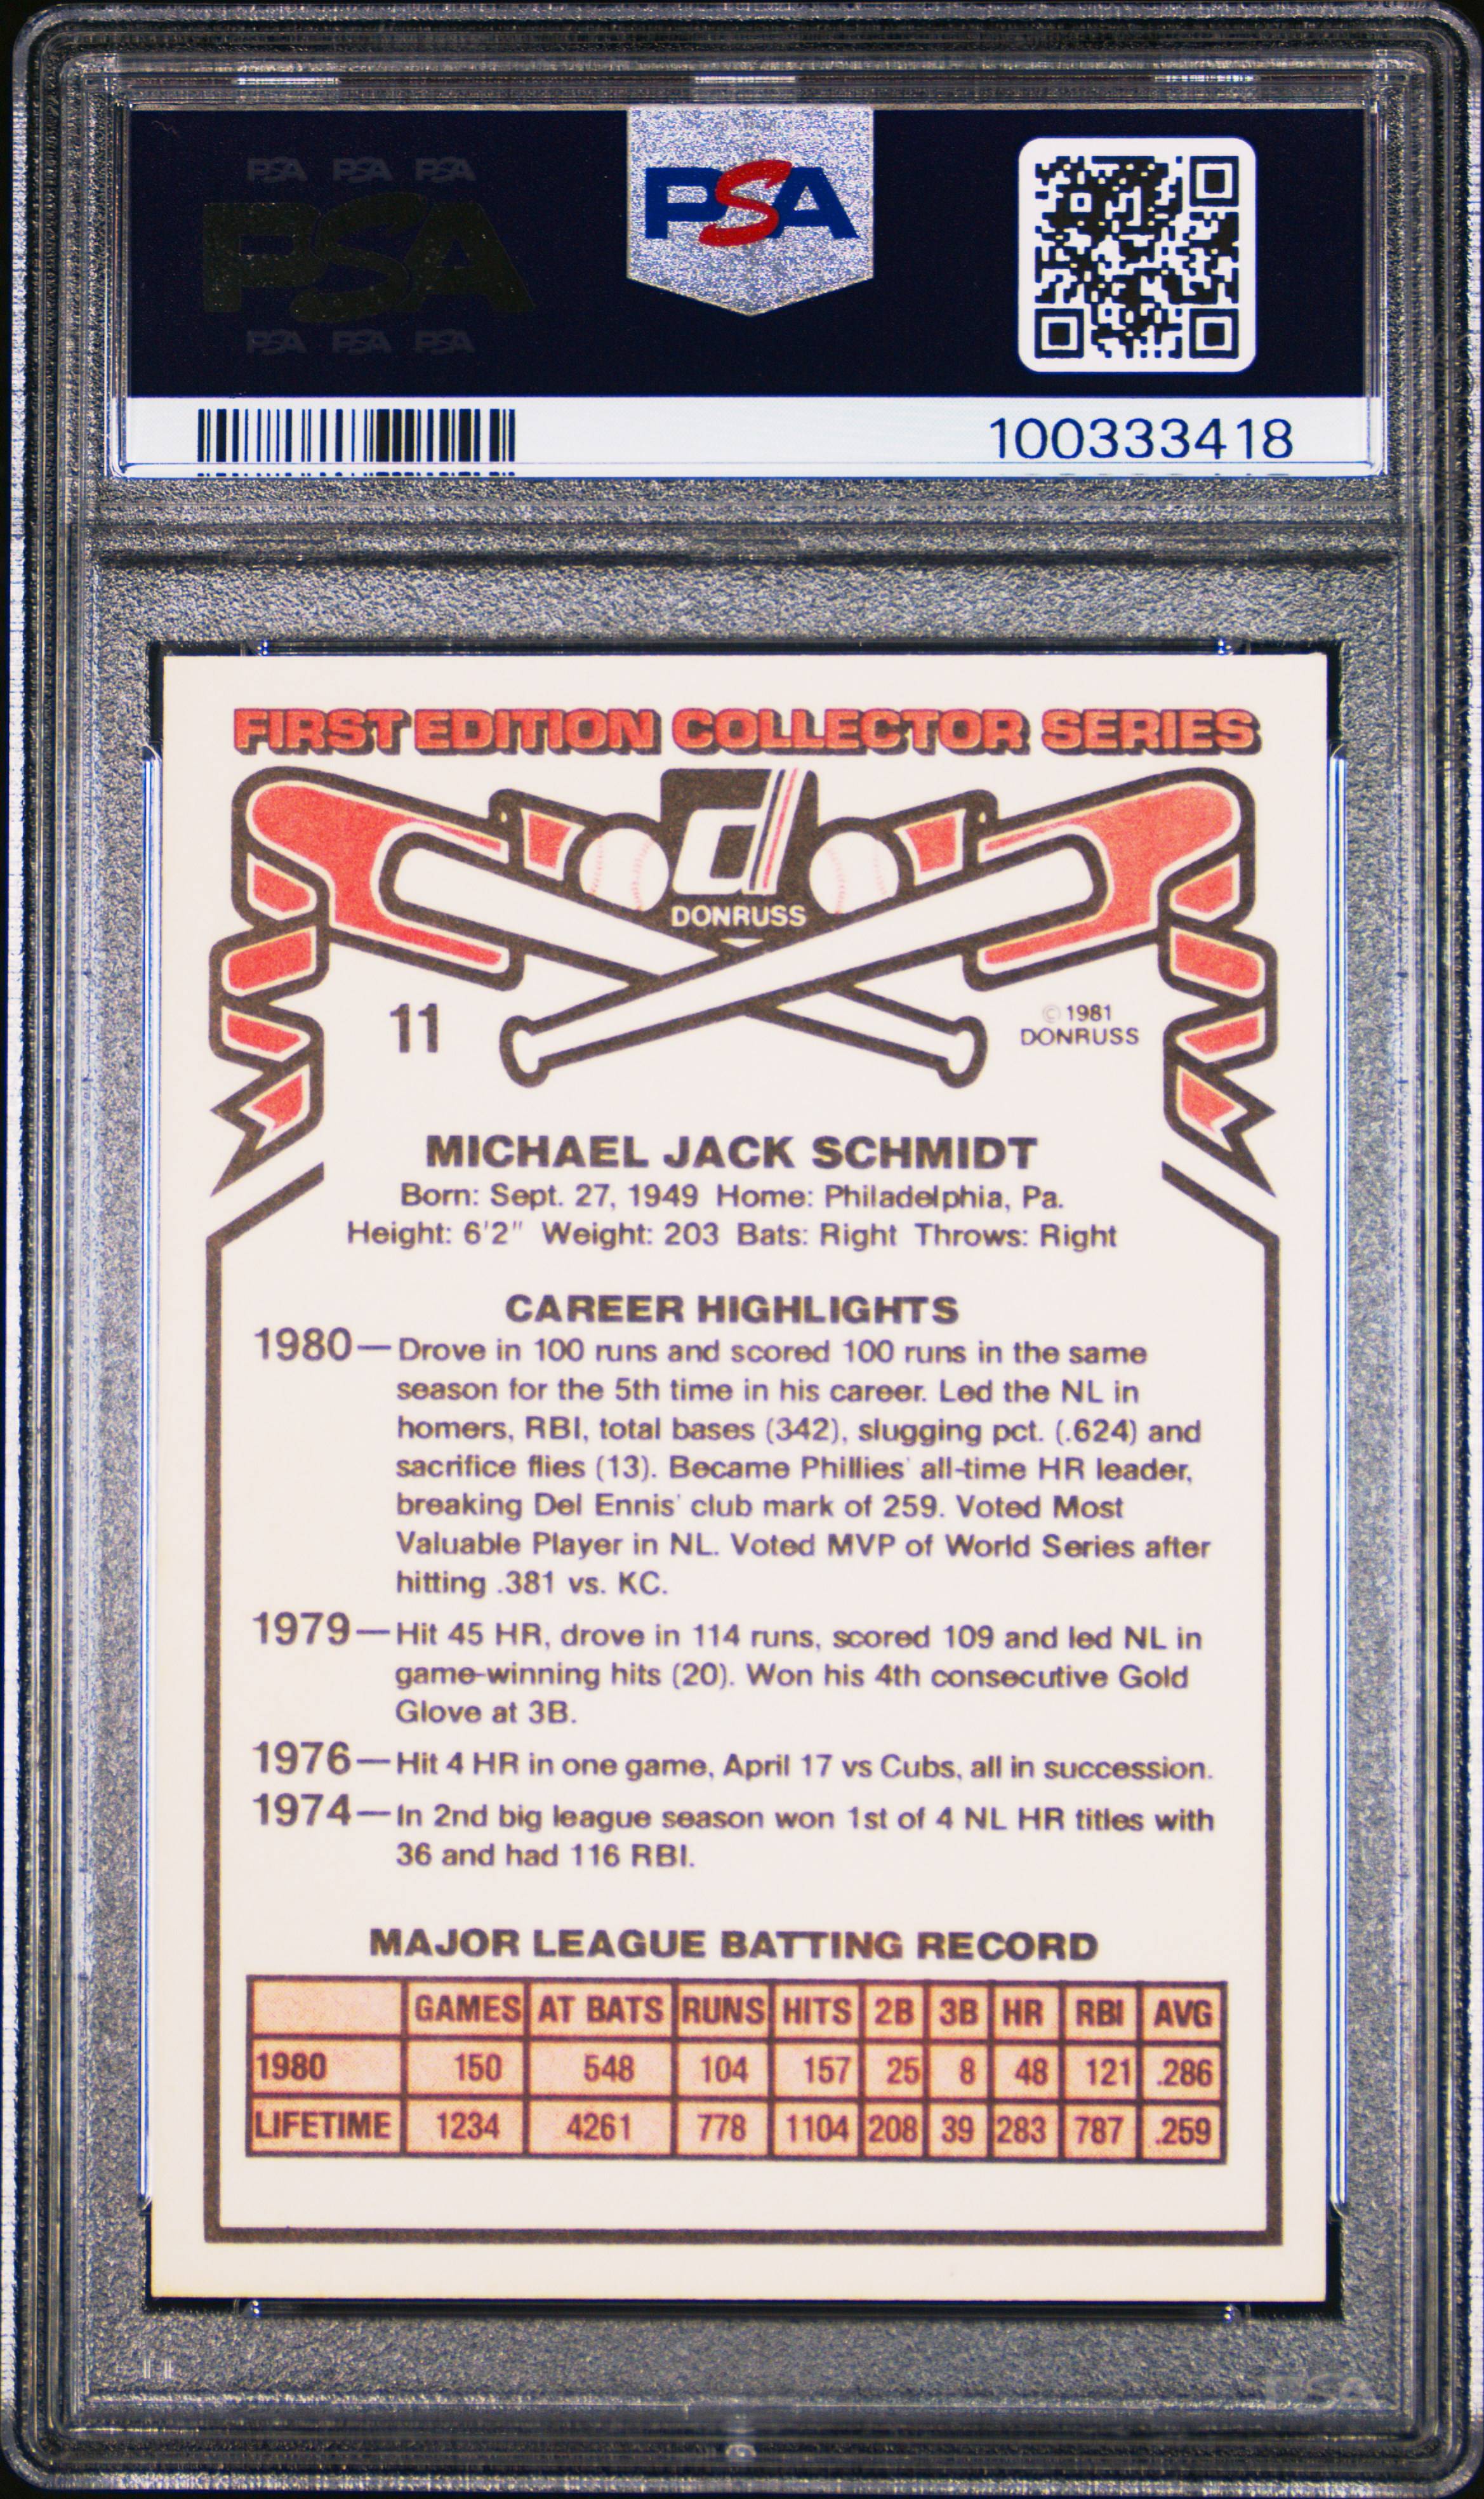 PSA PSA PSA
PSA
PSA PSA PSA
PSA
100333418
FIRST EDITION COLLECTOR SERIES
d
DONRUSS
11
© 1981
DONRUSS
MICHAEL JACK SCHMIDT
Born: Sept. 27, 1949 Home: Philadelphia, Pa.
Height: 6'2" Weight: 203 Bats: Right Throws: Right
CAREER HIGHLIGHTS
1980—Drove in 100 runs and scored 100 runs in the same
season for the 5th time in his career. Led the NL in
homers, RBI, total bases (342), slugging pct. (.624) and
sacrifice flies (13). Became Phillies' all-time HR leader,
breaking Del Ennis' club mark of 259. Voted Most
Valuable Player in NL. Voted MVP of World Series after
hitting .381 vs. KC.
1979—Hit 45 HR, drove in 114 runs, scored 109 and led NL in
game-winning hits (20). Won his 4th consecutive Gold
Glove at 3B.
1976—Hit 4 HR in one game, April 17 vs Cubs, all in succession.
1974—In 2nd big league season won 1st of 4 NL HR titles with
36 and had 116 RBI.
MAJOR LEAGUE BATTING RECORD
GAMES AT BATS RUNS HITS 2B 3B HR RBI AVG
1980 150 548 104 157 25 8 48 121 .286
LIFETIME 1234 4261 778 1104 208 39 283 787 .259
PSA